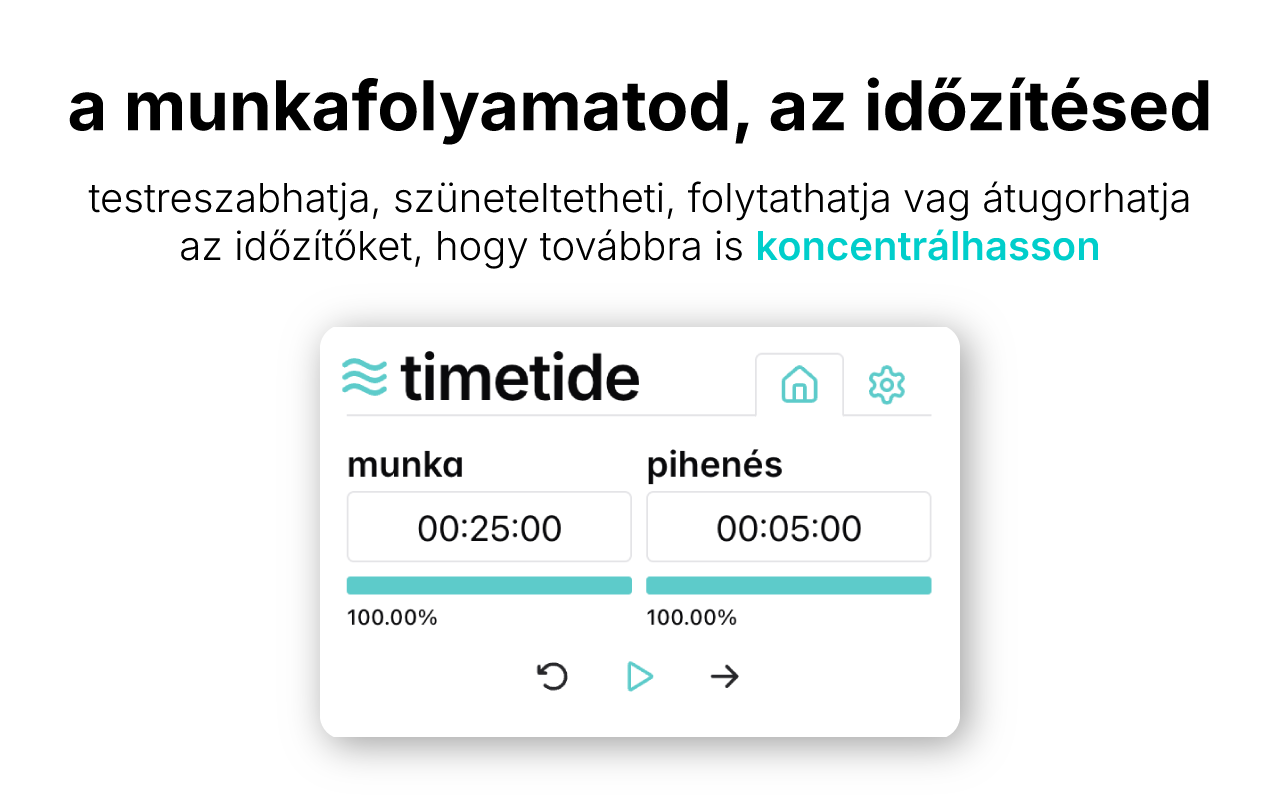 a munkafolyamatod, az időzítésed
testreszabhatja, szüneteltetheti, folytathatja vag átugorhatja
az időzítőket, hogy továbbra is koncentrálhasson
timetide
munka pihenés
00:25:00 00:05:00
100.00% 100.00%